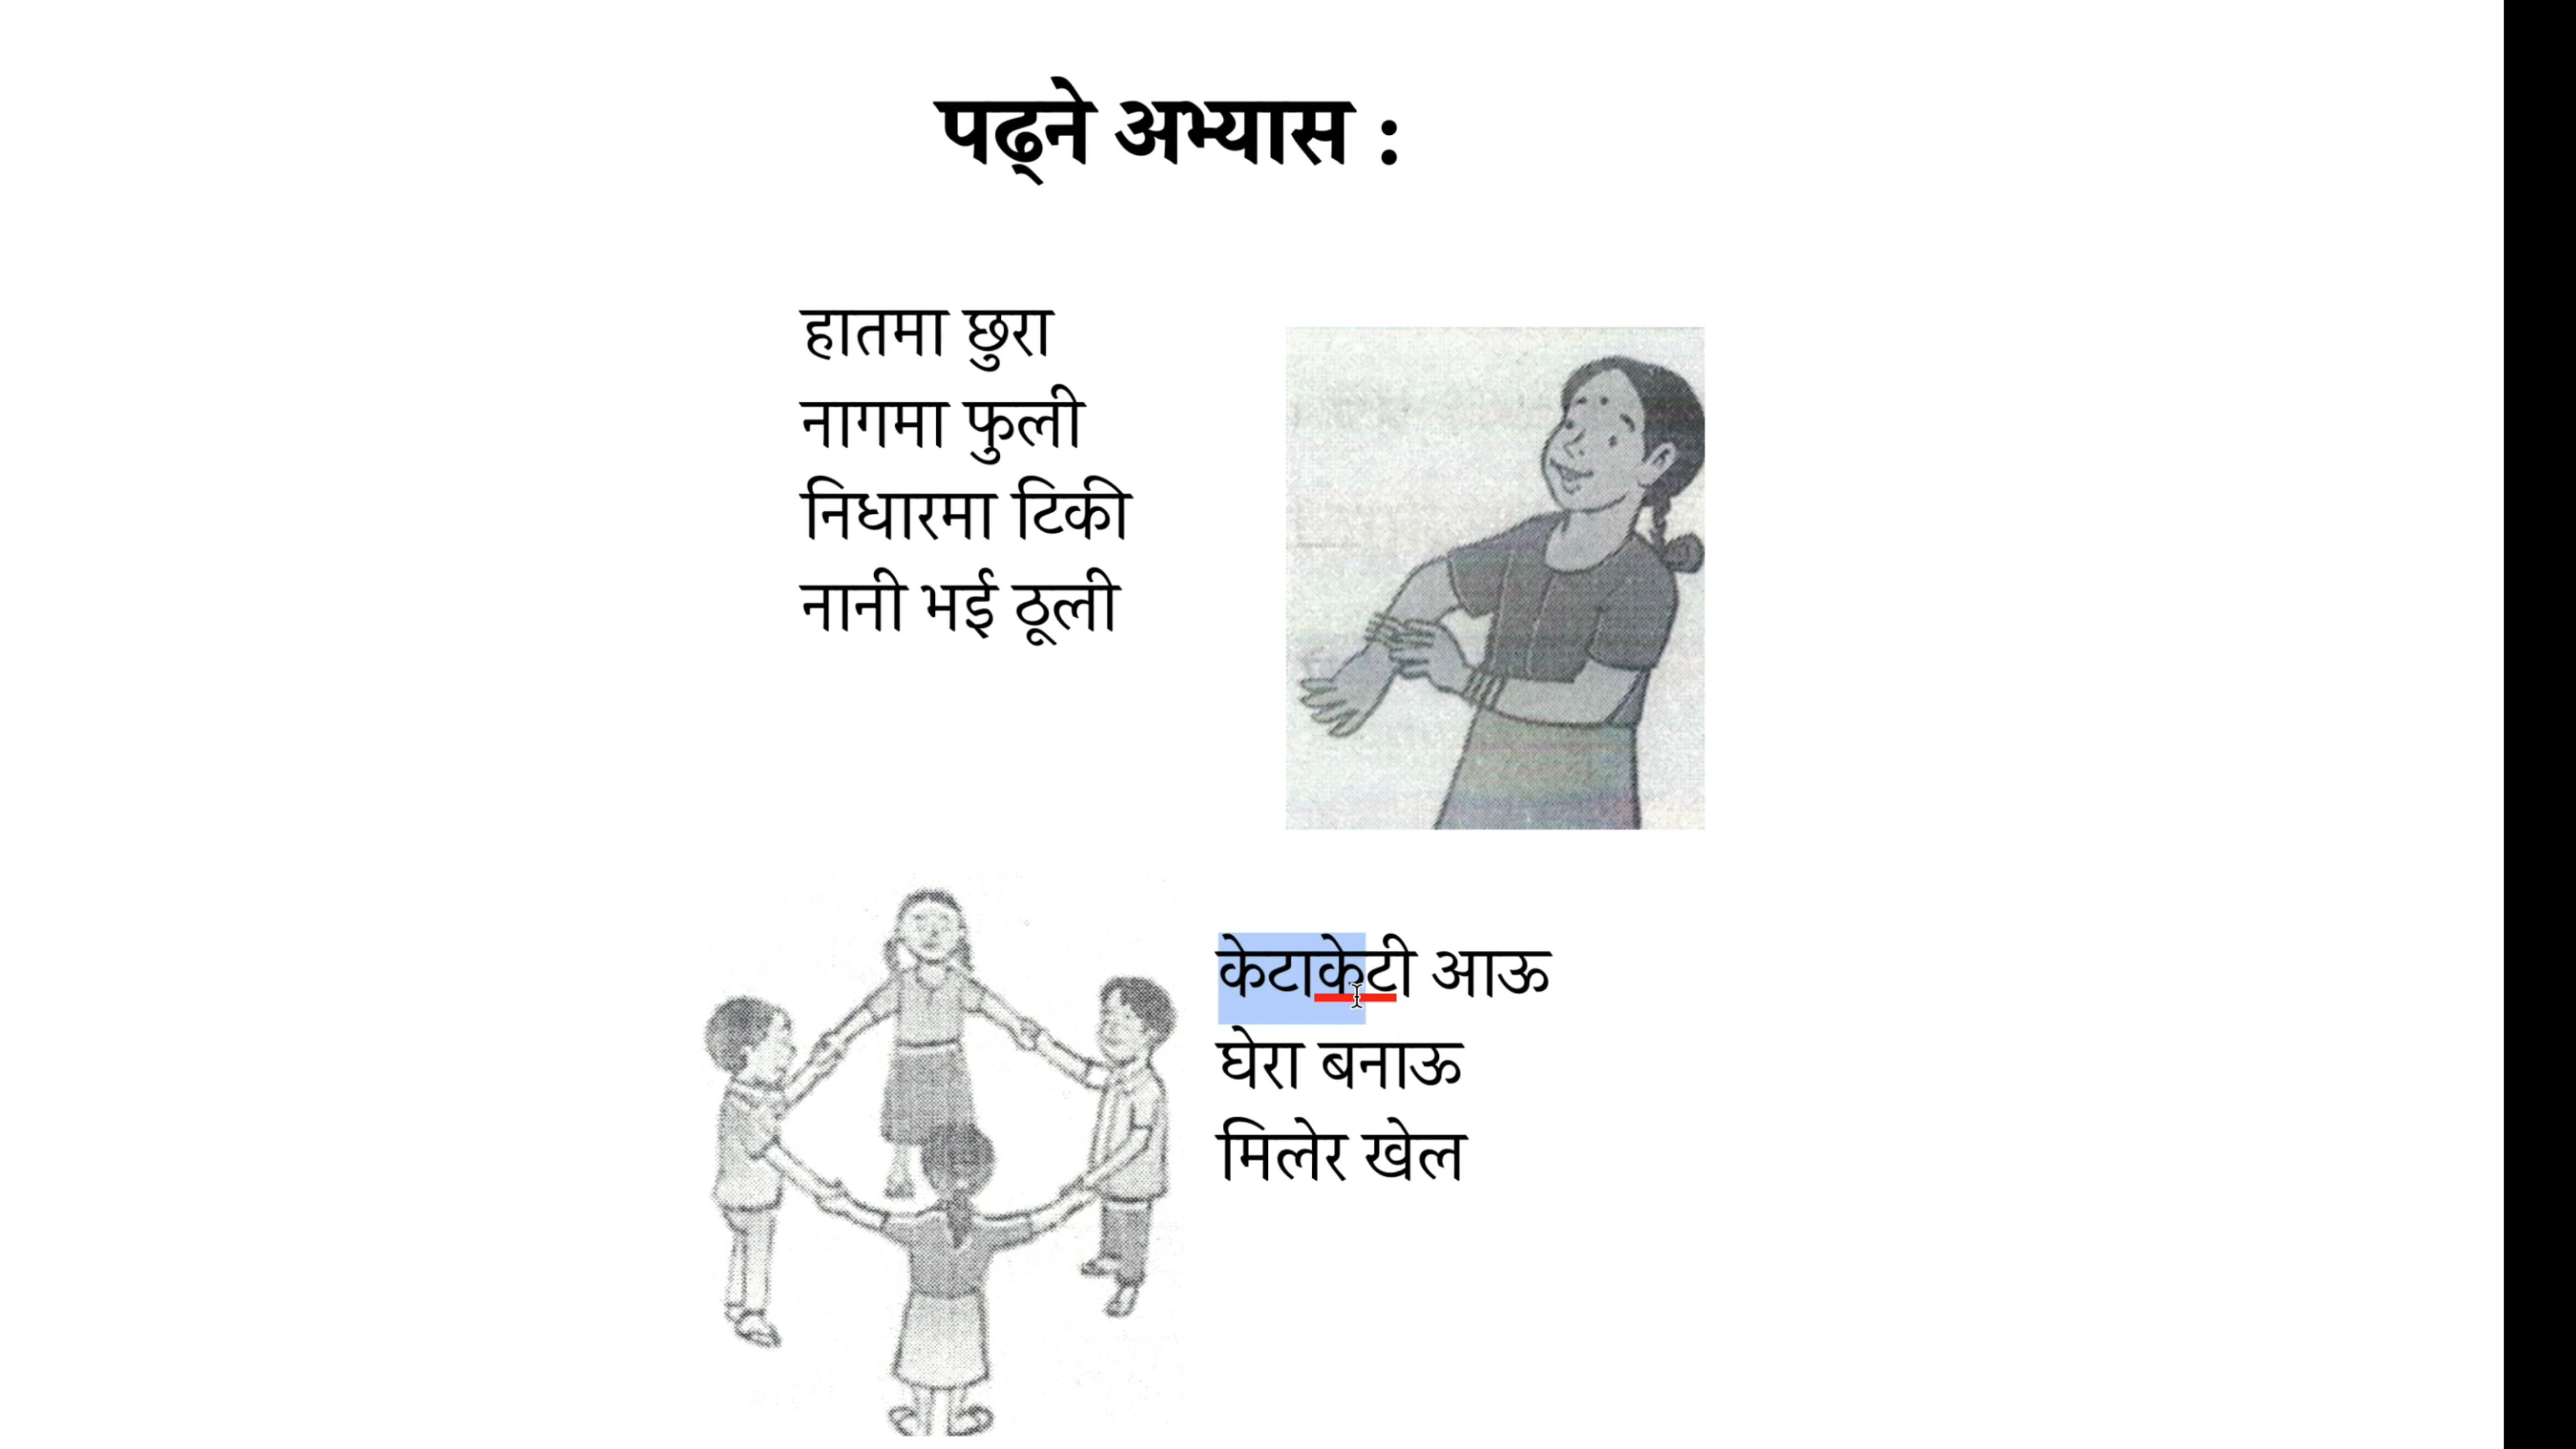 पढ्ने अभ्यास :
हातमा छुरा
नागमा फुली
निधारमा टिकी
नानी भई ठूली
केटाकेटी आऊ
घेरा बनाऊ
मिलेर खेल